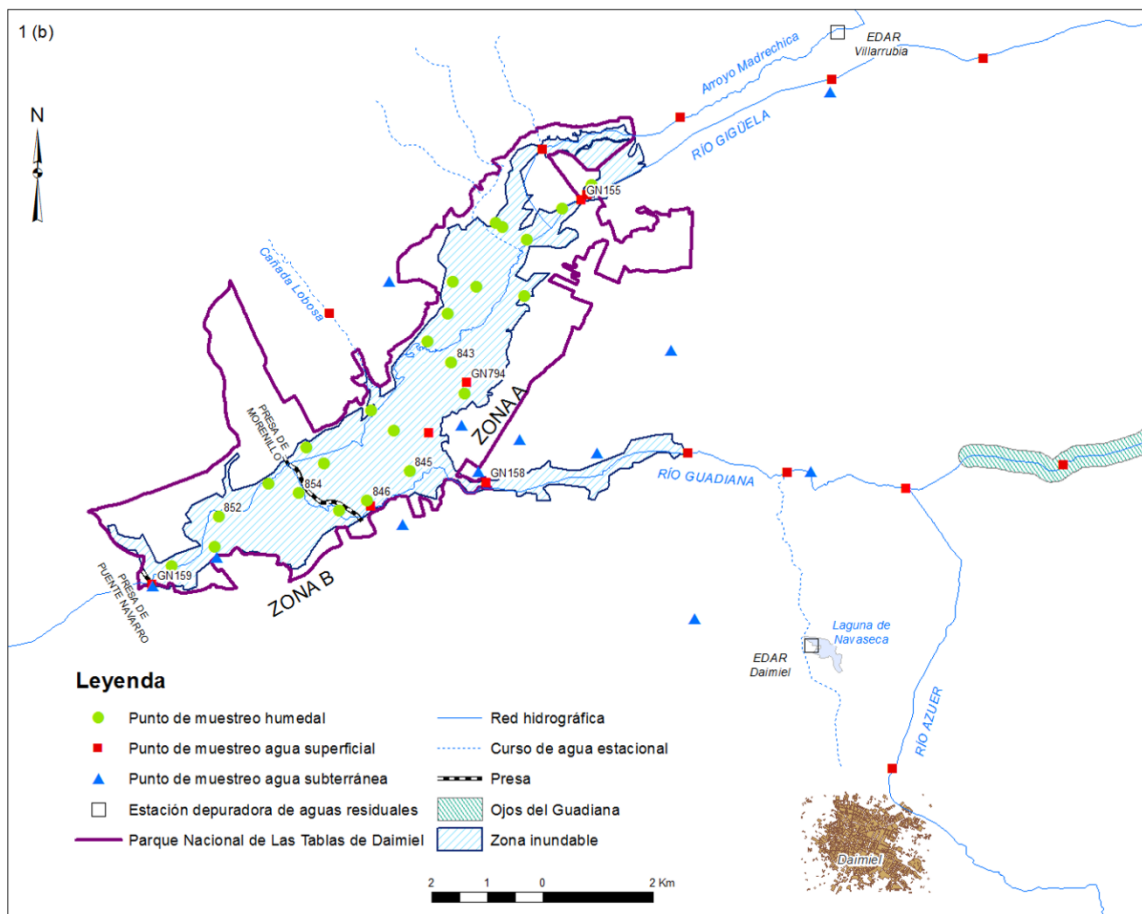 1 (b)
EDAR
Villarrubia
Arroyo Madrechica
RÍO GIGÜELA
N
GN155
Cañada Lobosa
843
GN794
ZONA A
PRESA DE
MORENILLO
845
GN158
RÍO GUADIANA
854
846
852
GN159
PRESA DE
PUENTE NAVARRO
ZONA B
Laguna de
Navaseca
EDAR
Daimiel
RÍO AZUER
Daimiel
Leyenda
Punto de muestreo humedal
Punto de muestreo agua superficial
Punto de muestreo agua subterránea
Estación depuradora de aguas residuales
Parque Nacional de Las Tablas de Daimiel
Red hidrográfica
Curso de agua estacional
Presa
Ojos del Guadiana
Zona inundable
2 1 0 2 Km